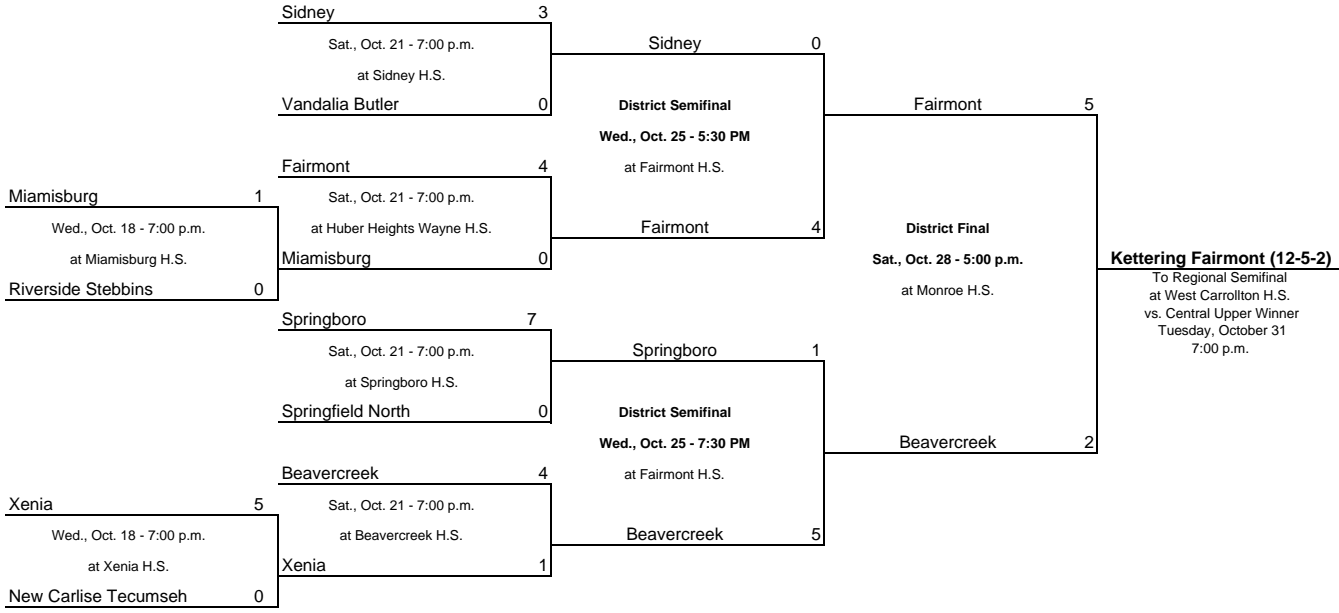 Sidney 3
Sat., Oct. 21 - 7:00 p.m.
at Sidney H.S.
Vandalia Butler 0
Fairmont 4
Sat., Oct. 21 - 7:00 p.m.
at Huber Heights Wayne H.S.
Miamisburg 0
Miamisburg 1
Wed., Oct. 18 - 7:00 p.m.
at Miamisburg H.S.
Riverside Stebbins 0
Springboro 7
Sat., Oct. 21 - 7:00 p.m.
at Springboro H.S.
Springfield North 0
Beavercreek 4
Sat., Oct. 21 - 7:00 p.m.
at Beavercreek H.S.
Xenia 1
Xenia 5
Wed., Oct. 18 - 7:00 p.m.
at Xenia H.S.
New Carlise Tecumseh 0
Sidney 0
District Semifinal
Wed., Oct. 25 - 5:30 PM
at Fairmont H.S.
Fairmont 4
Springboro 1
District Semifinal
Wed., Oct. 25 - 7:30 PM
at Fairmont H.S.
Beavercreek 5
Fairmont 5
District Final
Sat., Oct. 28 - 5:00 p.m.
at Monroe H.S.
Beavercreek 2
Kettering Fairmont (12-5-2)
To Regional Semifinal
at West Carrollton H.S.
vs. Central Upper Winner
Tuesday, October 31
7:00 p.m.